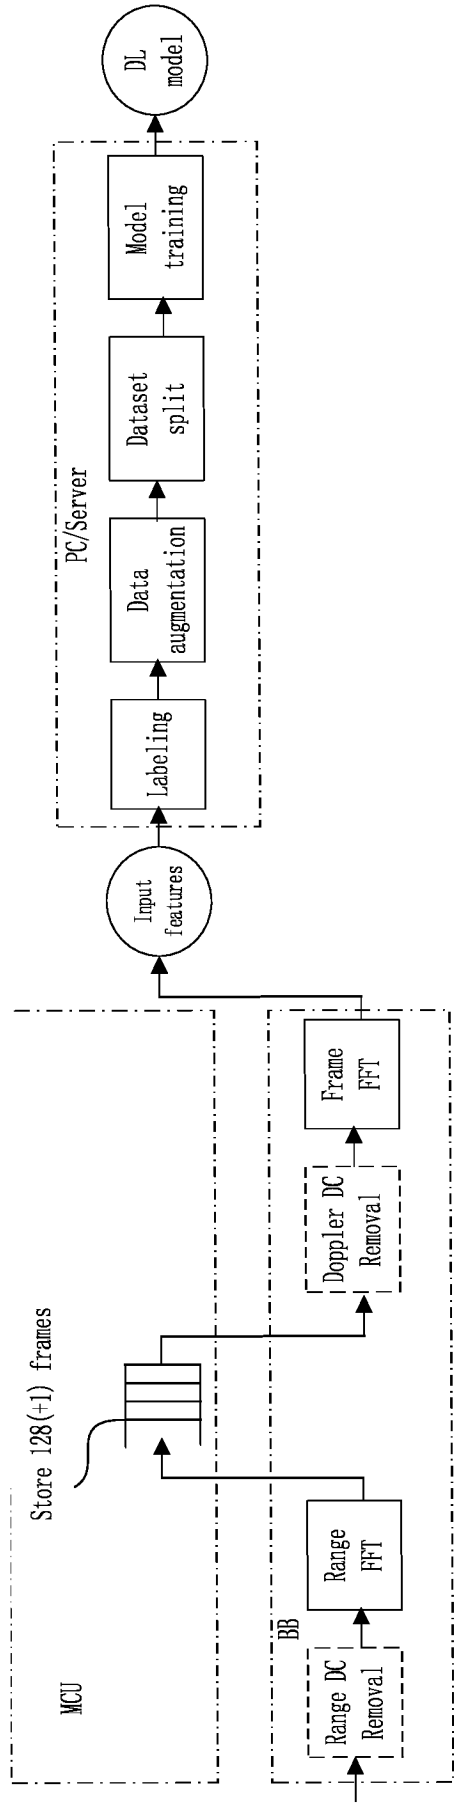 MCU
Store 128(+1) frames
BB
Range DC
Removal
Range
FFT
Doppler DC
Removal
Frame
FFT
Input
features
PC/Server
Labeling
Data
augmentation
Dataset
split
Model
training
DL
model